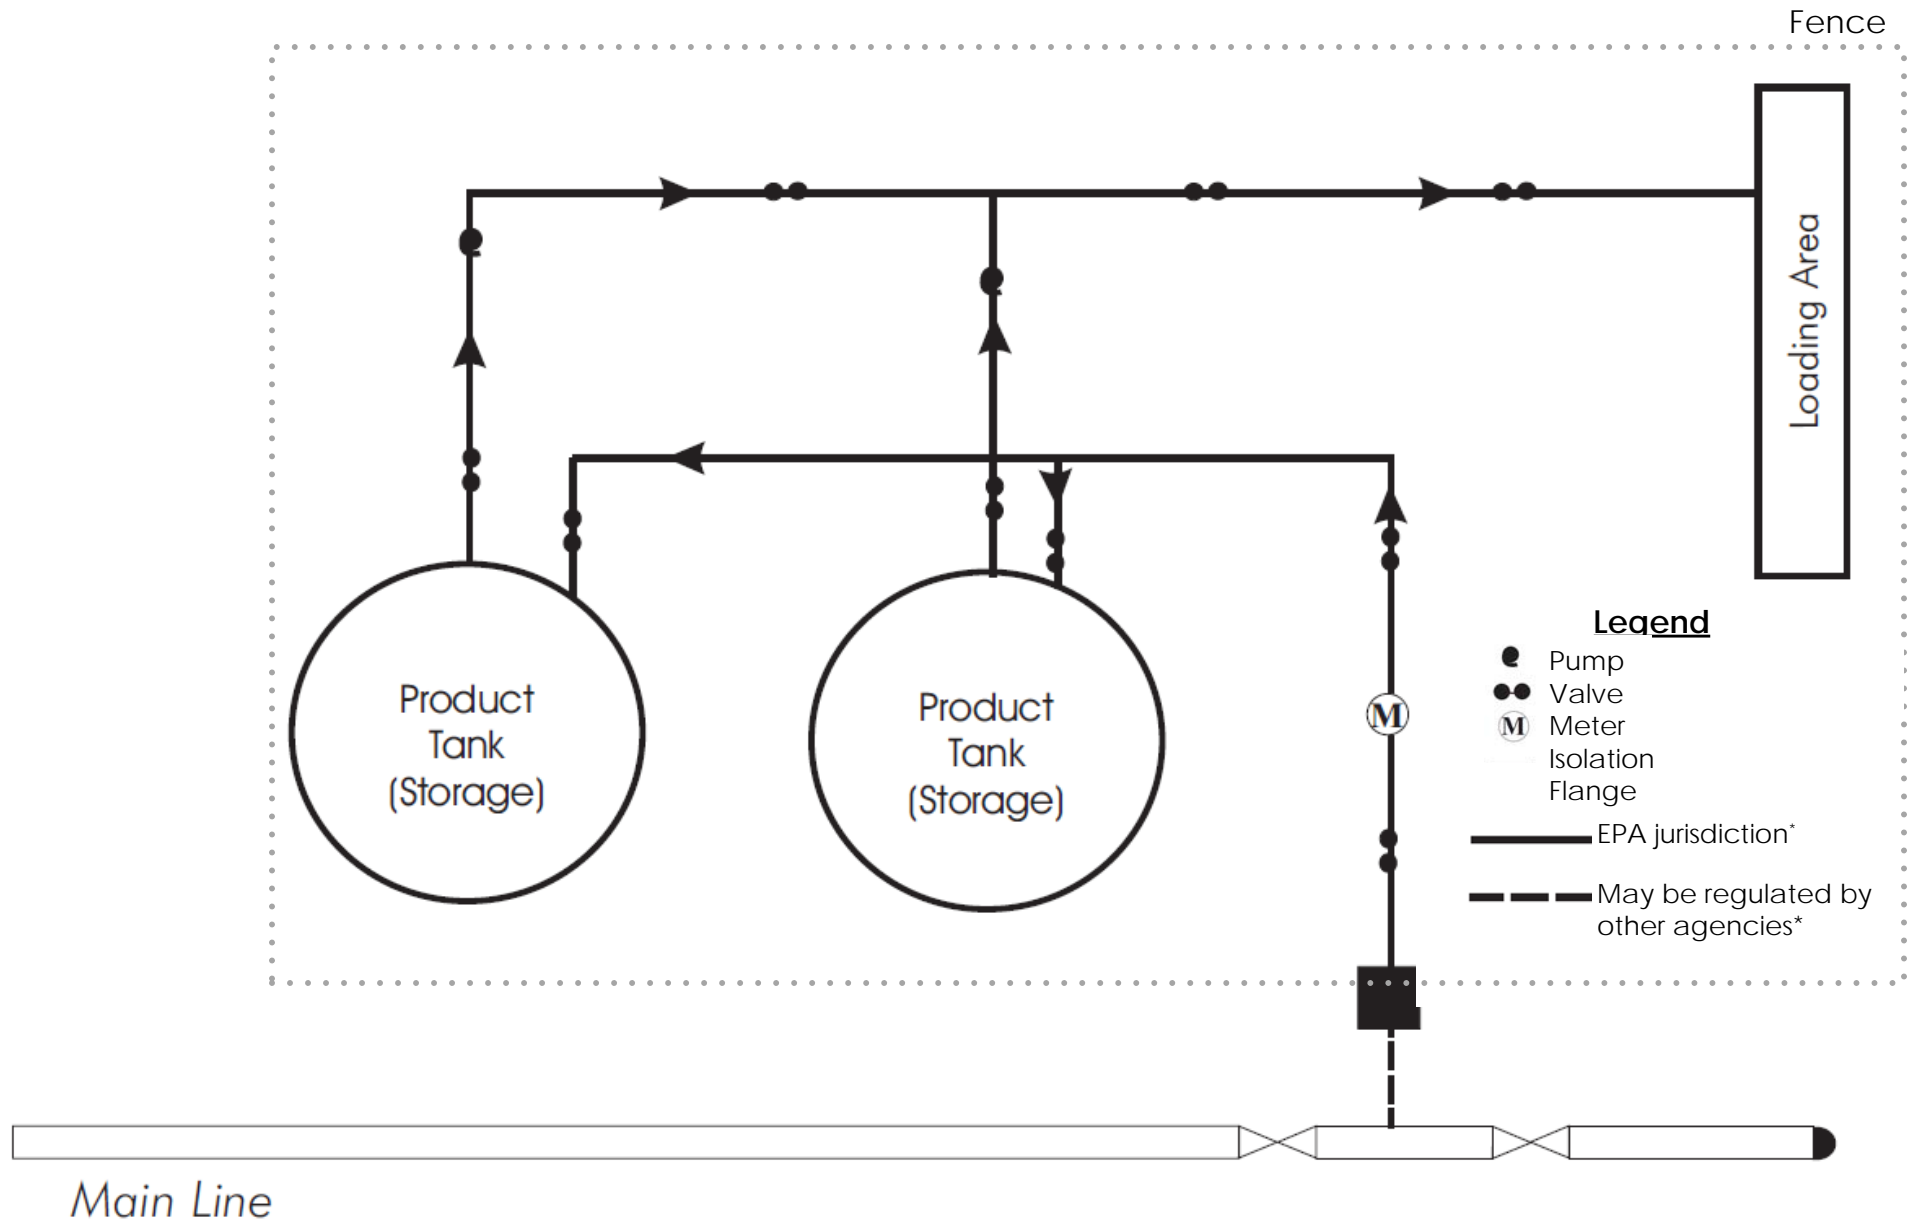 Fence
Loading Area
Product
Tank
(Storage)
Product
Tank
(Storage)
M
Legend
Pump
Valve
M Meter
Isolation
Flange
EPA jurisdiction*
May be regulated by
other agencies*
Main Line